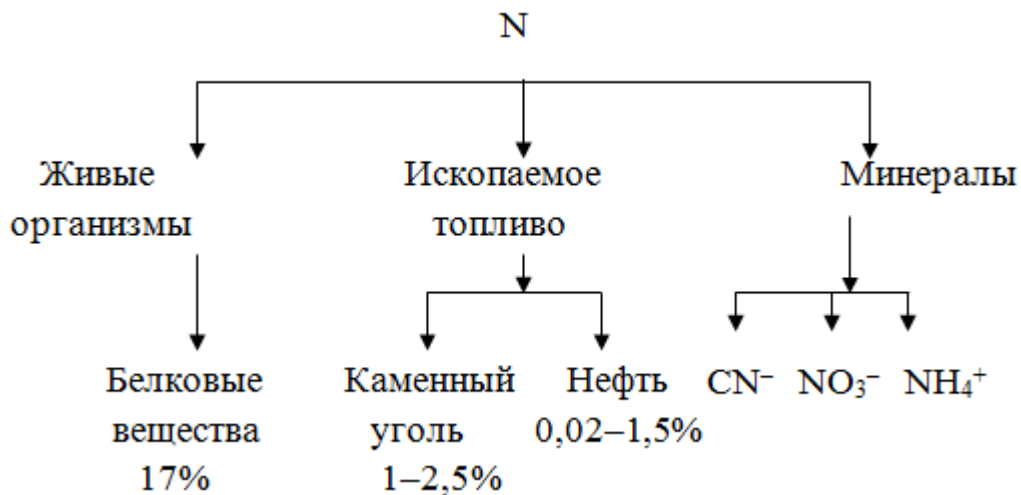 N
Живые
организмы
Ископаемое
топливо
Минералы
Белковые
вещества
17%
Каменный
уголь
1–2,5%
Нефть
0,02–1,5%
CN⁻
NO₃⁻
NH₄⁺